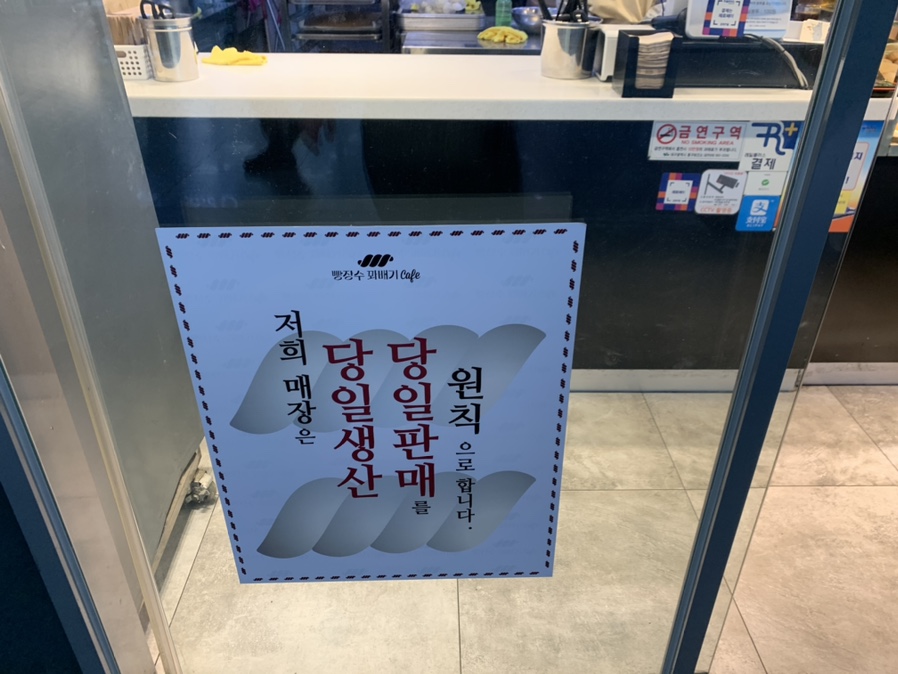 빵정수 꽈배기 Cafe
저희 매장은
당일생산
당일판매를
원칙으로합니다.
금연구역
NO SMOKING AREA
R+
결제